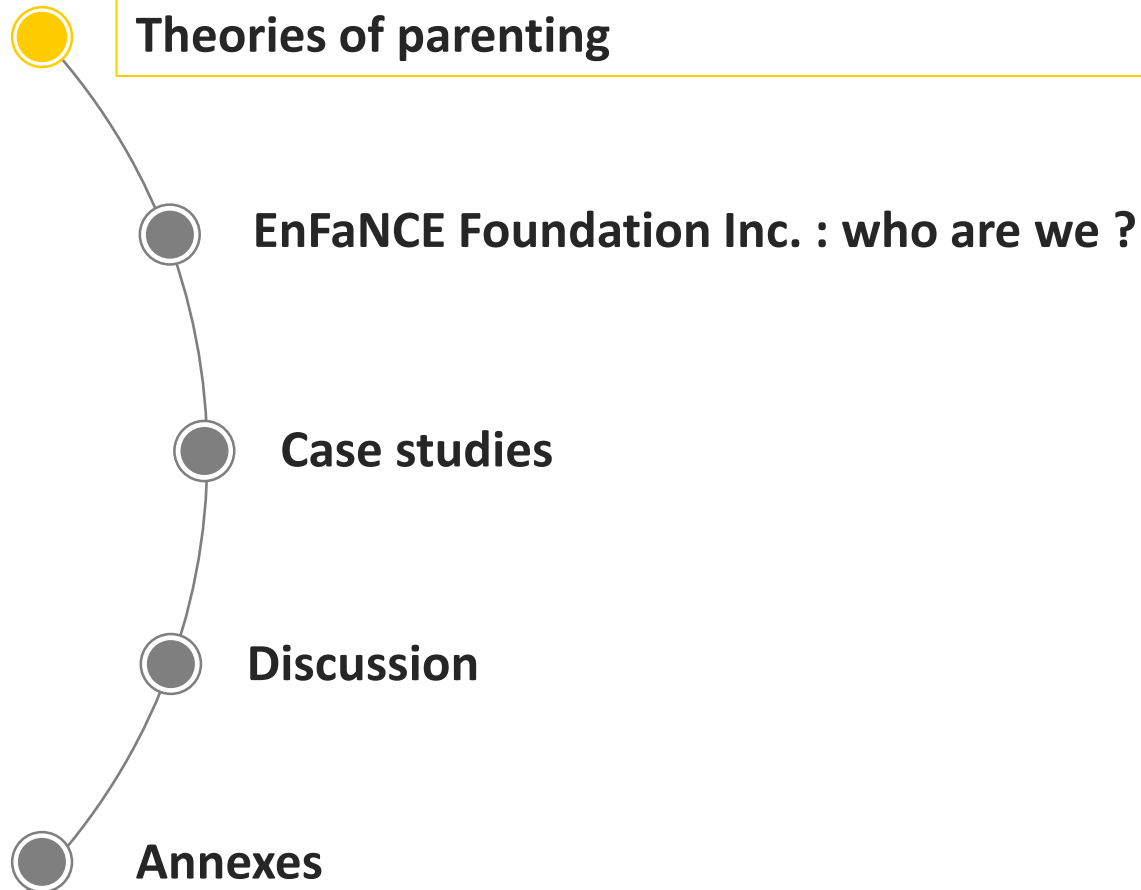 Theories of parenting
EnFaNCE Foundation Inc. : who are we ?
Case studies
Discussion
Annexes